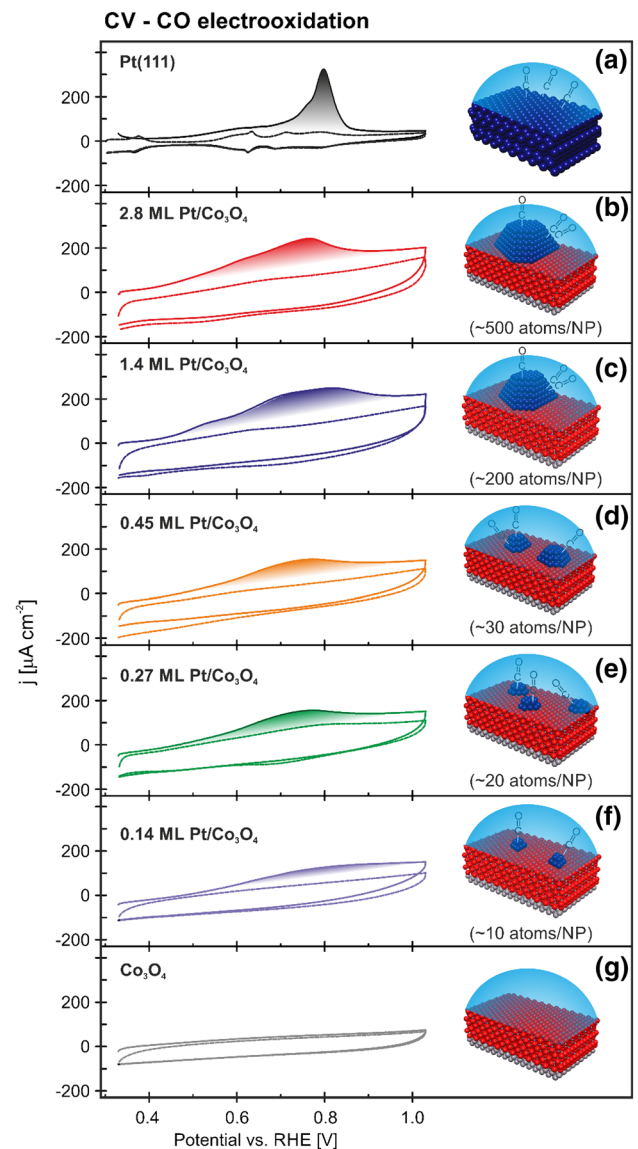 CV - CO electrooxidation
Pt(111)
(a)
200
0
-200
2.8 ML Pt/Co₃O₄
(b)
200
0
-200
(~500 atoms/NP)
1.4 ML Pt/Co₃O₄
(c)
200
0
-200
(~200 atoms/NP)
0.45 ML Pt/Co₃O₄
(d)
200
0
-200
(~30 atoms/NP)
j [µA cm⁻²]
0.27 ML Pt/Co₃O₄
(e)
200
0
-200
(~20 atoms/NP)
0.14 ML Pt/Co₃O₄
(f)
200
0
-200
(~10 atoms/NP)
Co₃O₄
(g)
200
0
-200
0.4 0.6 0.8 1.0
Potential vs. RHE [V]